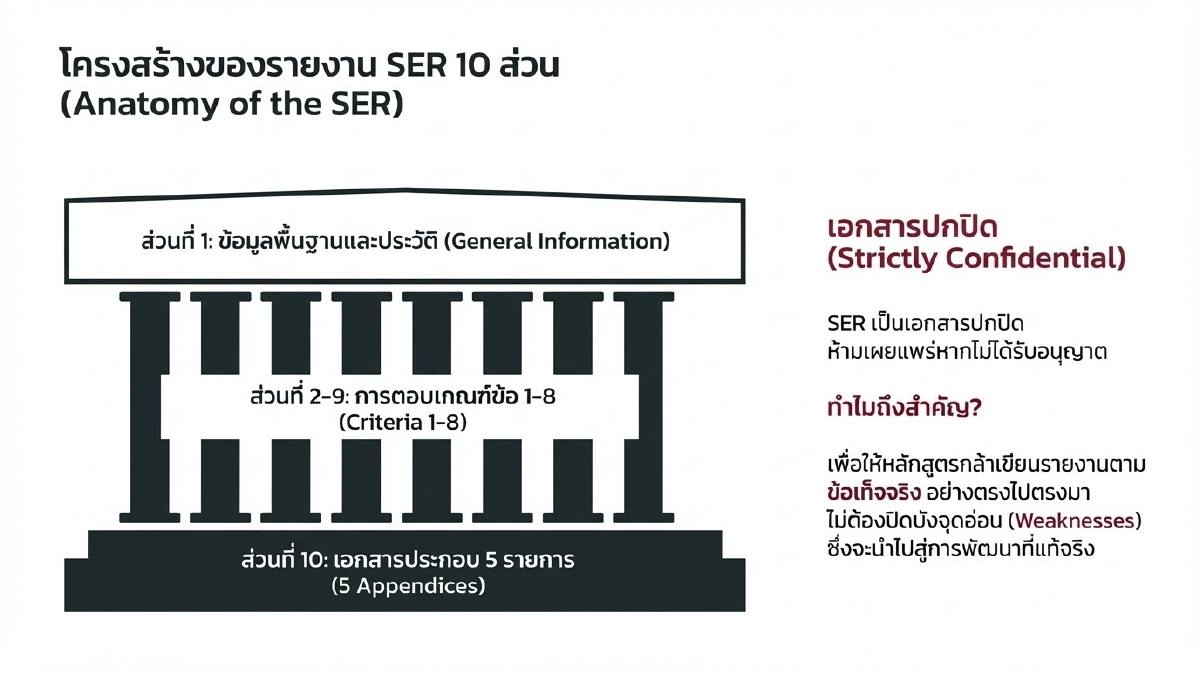 โครงสร้างของรายงาน SER 10 ส่วน
(Anatomy of the SER)
ส่วนที่ 1: ข้อมูลพื้นฐานและประวัติ (General Information)
ส่วนที่ 2-9: การตอบเกณฑ์ข้อ 1-8
(Criteria 1-8)
ส่วนที่ 10: เอกสารประกอบ 5 รายการ
(5 Appendices)
เอกสารปกปิด
(Strictly Confidential)
SER เป็นเอกสารปกปิด
ห้ามเผยแพร่หากไม่ได้รับอนุญาต
ทำไมถึงสำคัญ?
เพื่อให้หลักสูตรกล้าเขียนรายงานตาม
ข้อเท็จจริง อย่างตรงไปตรงมา
ไม่ต้องปิดบังจุดอ่อน (Weaknesses)
ซึ่งจะนำไปสู่การพัฒนาที่แท้จริง